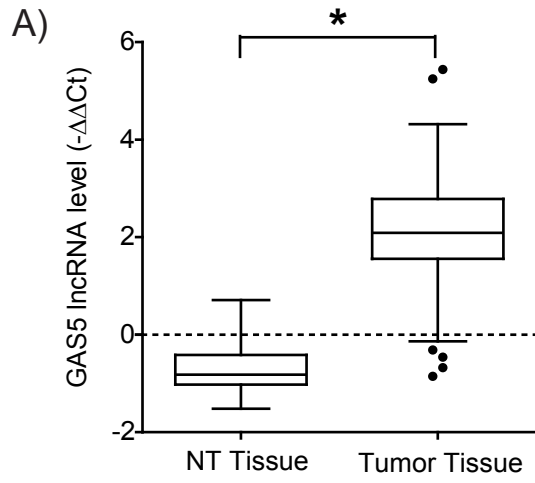 A)
*
GAS5 lncRNA level (-ΔΔCt)
6
4
2
0
-2
NT Tissue
Tumor Tissue